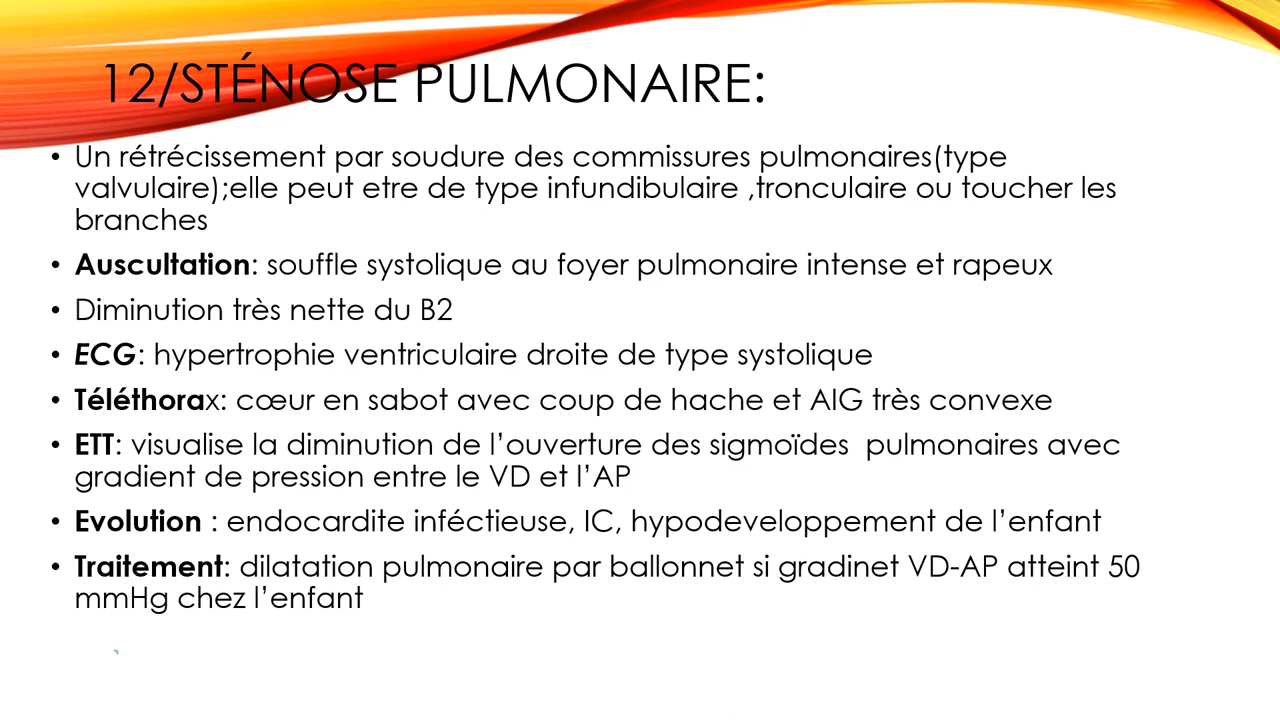 12/STÉNOSE PULMONAIRE:
• Un rétrécissement par soudure des commissures pulmonaires(type
valvulaire);elle peut etre de type infundibulaire ,tronculaire ou toucher les
branches
• Auscultation: souffle systolique au foyer pulmonaire intense et rapeux
• Diminution très nette du B2
• ECG: hypertrophie ventriculaire droite de type systolique
• Téléthorax: cœur en sabot avec coup de hache et AIG très convexe
• ETT: visualise la diminution de l’ouverture des sigmoïdes  pulmonaires avec
gradient de pression entre le VD et l’AP
• Evolution : endocardite inféctieuse, IC, hypodeveloppement de l’enfant
• Traitement: dilatation pulmonaire par ballonnet si gradinet VD-AP atteint 50
mmHg chez l’enfant